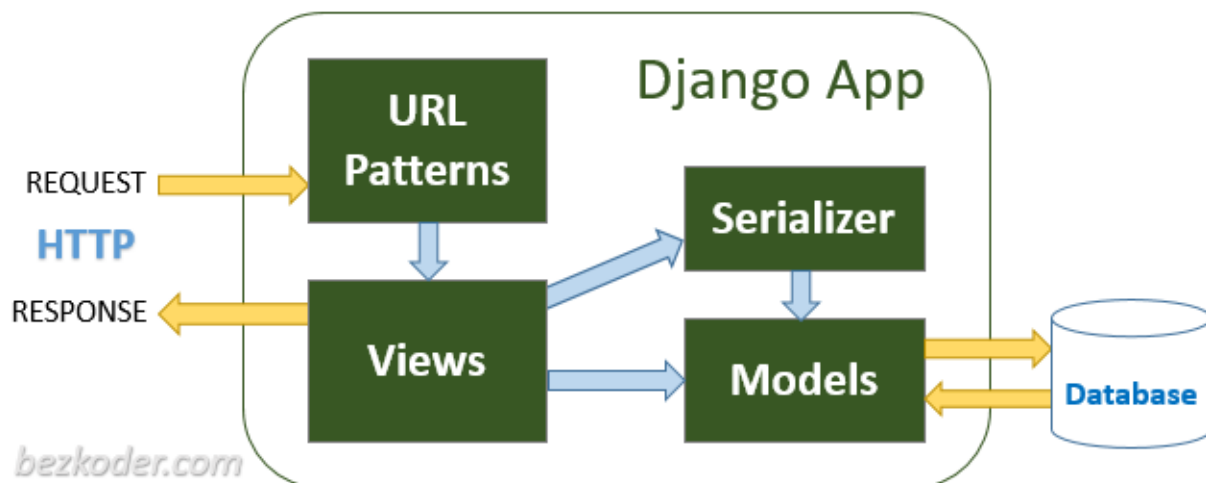 Django App
URL
Patterns
REQUEST
HTTP
RESPONSE
Serializer
Views
Models
Database
bezkoder.com